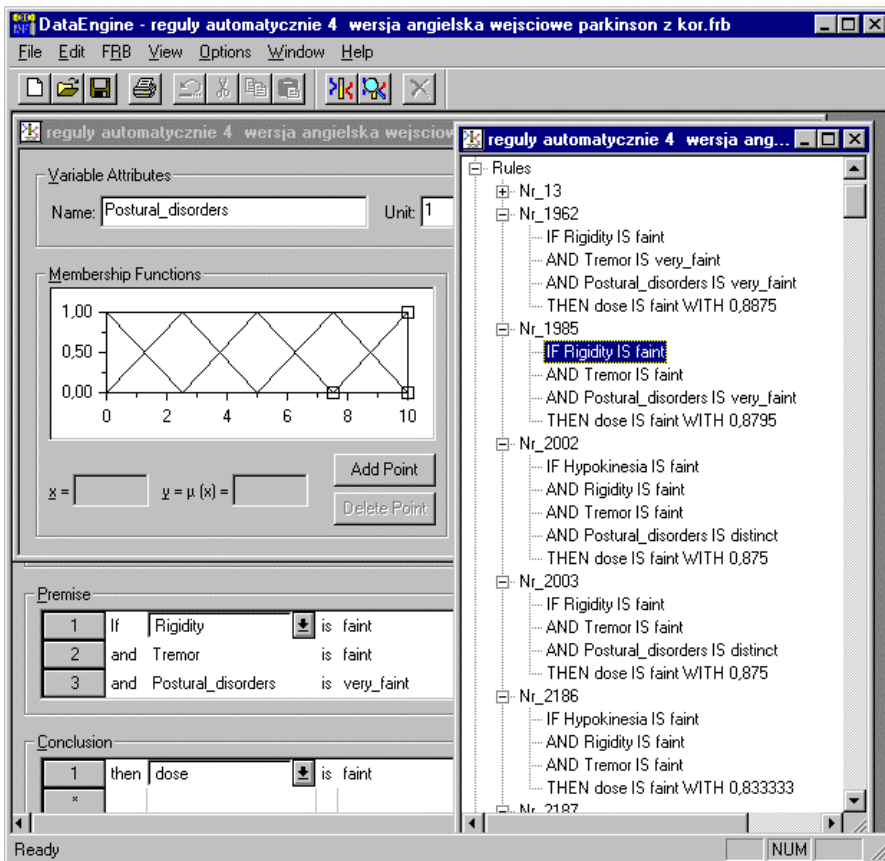 DataEngine - reguly automatycznie 4 wersja angielska wejsciowe parkinson z kor.frb
File Edit FRB View Options Window Help
reguly automatycznie 4 wersja angielska wejsciow
Variable Attributes
Name: Postural_disorders Unit: 1
Membership Functions
1,00
0,50
0,00
0 2 4 6 8 10
x = y = μ (x) =
Add Point
Delete Point
Premise
1 If Rigidity is faint
2 and Tremor is faint
3 and Postural_disorders is very_faint
Conclusion
1 then dose is faint
*
reguly automatycznie 4 wersja ang...
Rules
Nr_13
Nr_1962
IF Rigidity IS faint
AND Tremor IS very_faint
AND Postural_disorders IS very_faint
THEN dose IS faint WITH 0,8875
Nr_1985
IF Rigidity IS faint
AND Tremor IS faint
AND Postural_disorders IS very_faint
THEN dose IS faint WITH 0,8795
Nr_2002
IF Hypokinesia IS faint
AND Rigidity IS faint
AND Tremor IS faint
AND Postural_disorders IS distinct
THEN dose IS faint WITH 0,875
Nr_2003
IF Rigidity IS faint
AND Tremor IS faint
AND Postural_disorders IS distinct
THEN dose IS faint WITH 0,875
Nr_2186
IF Hypokinesia IS faint
AND Rigidity IS faint
AND Tremor IS faint
THEN dose IS faint WITH 0,833333
Nr_2187
Ready NUM